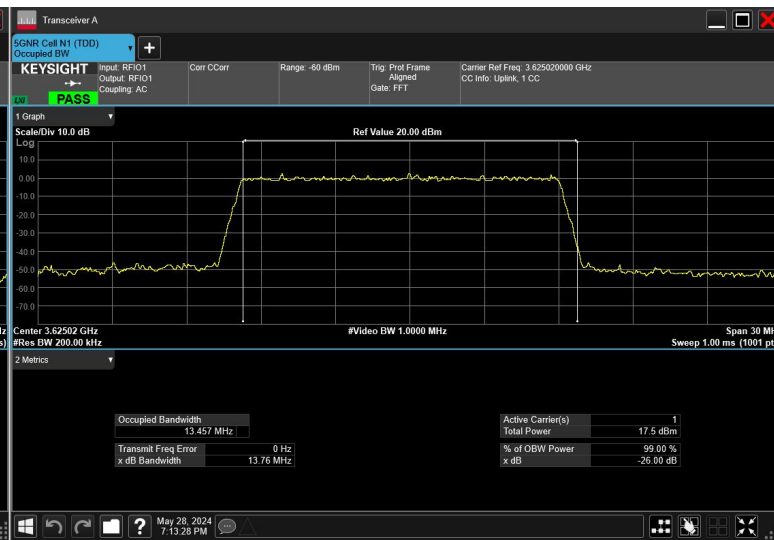 Transceiver A
5GNR Cell N1 (TDD)
Occupied BW
KEYSIGHT
LXI
PASS
Input: RFIO1
Output: RFIO1
Coupling: AC
Corr CCorr
Range: -60 dBm
Trig: Prot Frame
Aligned
Gate: FFT
Carrier Ref Freq: 3.625020000 GHz
CC Info: Uplink, 1 CC
1 Graph
Scale/Div 10.0 dB
Ref Value 20.00 dBm
Log
10.0
0.00
-10.0
-20.0
-30.0
-40.0
-50.0
-60.0
-70.0
Center 3.62502 GHz
#Video BW 1.0000 MHz
Span 30 MH
#Res BW 200.00 kHz
Sweep 1.00 ms (1001 pt
2 Metrics
Occupied Bandwidth
13.457 MHz
Transmit Freq Error 0 Hz
x dB Bandwidth 13.76 MHz
Active Carrier(s) 1
Total Power 17.5 dBm
% of OBW Power 99.00 %
x dB -26.00 dB
May 28, 2024
7:13:28 PM